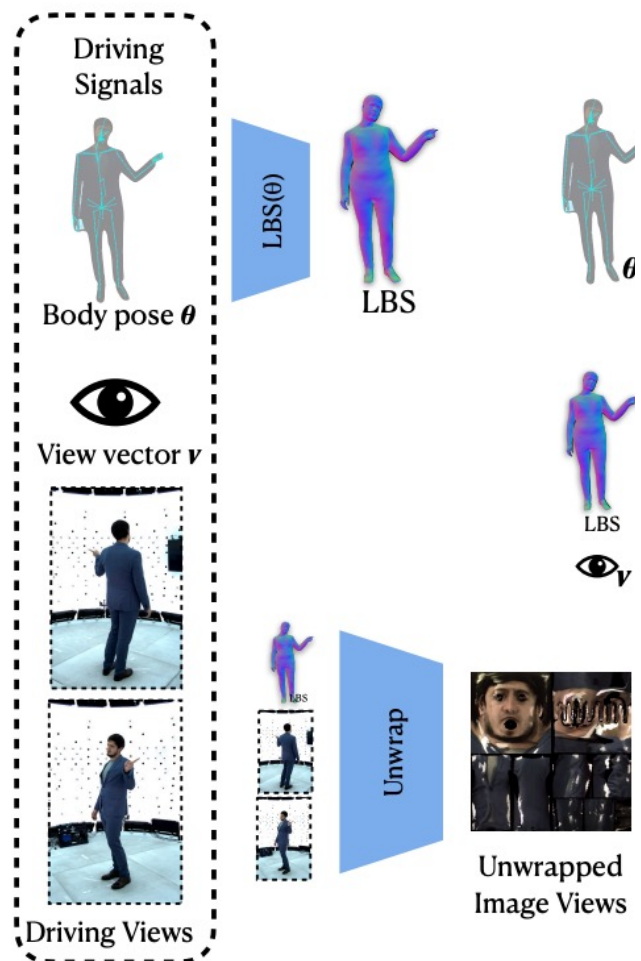 Driving
Signals
Body pose θ
View vector v
Driving Views
LBS(θ)
LBS
LBS
Unwrap
θ
LBS
v
Unwrapped
Image Views